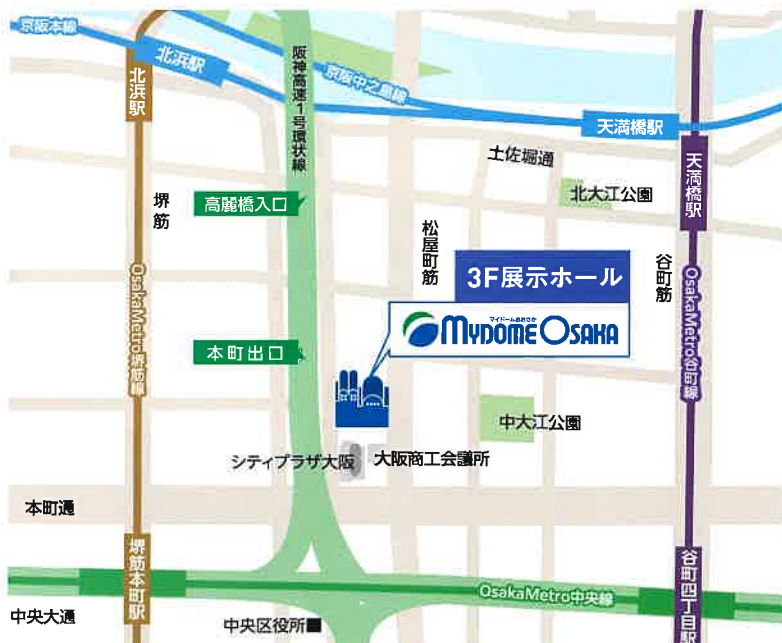 京阪本線
北浜駅
北浜駅
阪神高速1号環状線
京阪中之島線
天満橋駅
天満橋駅
土佐堀通
北大江公園
堺筋
高麗橋入口
松屋町筋
谷町筋
3F展示ホール
マイドームおおさか
MYDOME OSAKA
OsakaMetro堺筋線
OsakaMetro谷町線
本町出口
中大江公園
シティプラザ大阪
大阪商工会議所
本町通
堺筋本町駅
谷町四丁目駅
OsakaMetro中央線
中央大通
中央区役所■